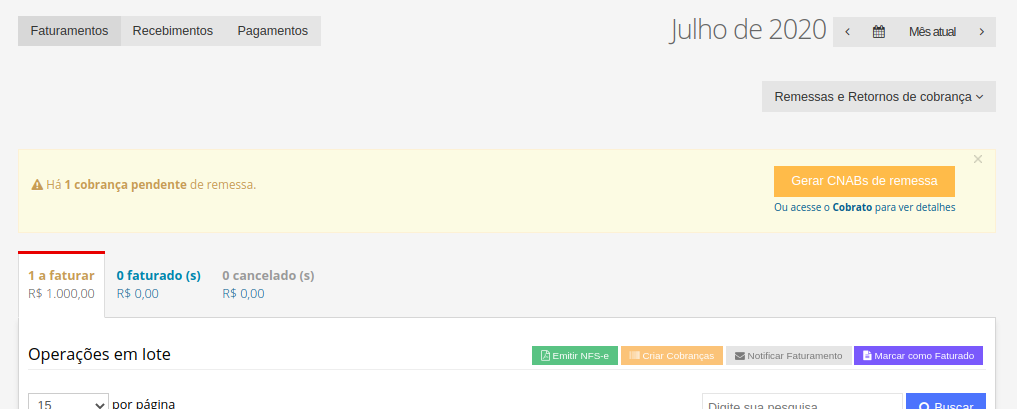 Faturamentos Recebimentos Pagamentos
Julho de 2020
Mês atual
Remessas e Retornos de cobrança
Há 1 cobrança pendente de remessa.
×
Gerar CNABs de remessa
Ou acesse o Cobrato para ver detalhes
1 a faturar
R$ 1.000,00
0 faturado (s)
R$ 0,00
0 cancelado (s)
R$ 0,00
Operações em lote
Emitir NFS-e
Criar Cobranças
Notificar Faturamento
Marcar como Faturado
15 por página
Digite sua pesquisa
Buscar